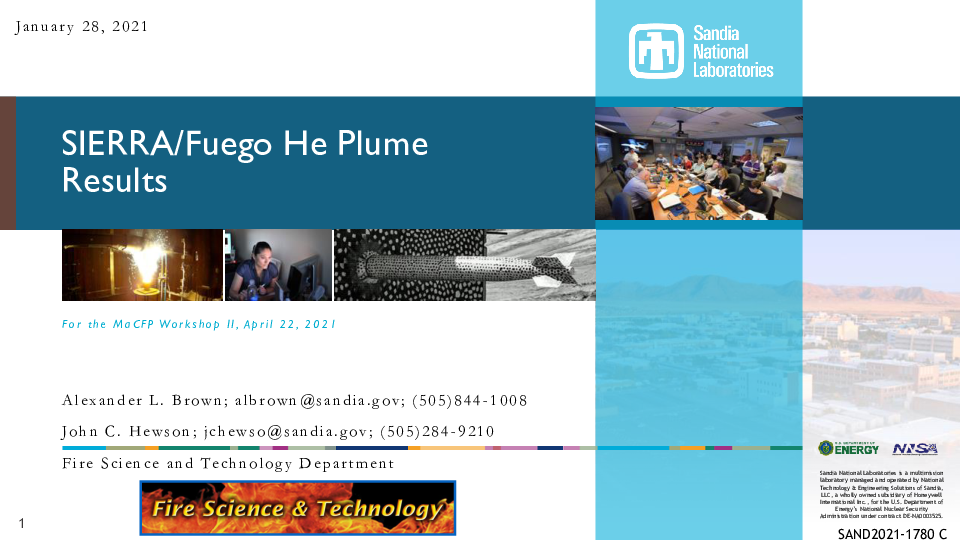 January 28, 2021
Sandia
National
Laboratories
SIERRA/Fuego He Plume
Results
For the MaCFP Workshop II, April 22, 2021
Alexander L. Brown; albrown@sandia.gov; (505)844-1008
John C. Hewson; jchewso@sandia.gov; (505)284-9210
Fire Science and Technology Department
Fire Science & Technology
U.S. DEPARTMENT OF
ENERGY
NNSA
Sandia National Laboratories is a multimission
laboratory managed and operated by National
Technology & Engineering Solutions of Sandia,
LLC, a wholly owned subsidiary of Honeywell
International Inc., for the U.S. Department of
Energy's National Nuclear Security
Administration under contract DE-NA0003525.
SAND2021-1780 C
1